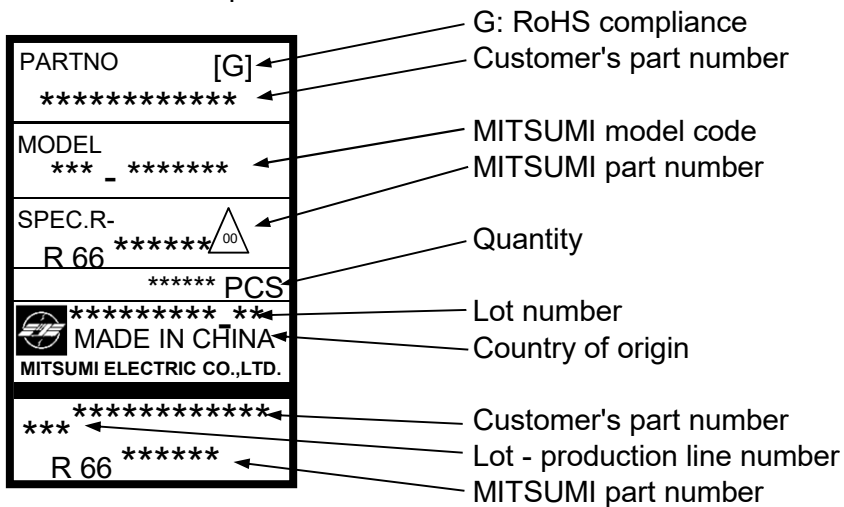 G: RoHS compliance
PARTNO [G]
Customer's part number
************
MODEL
MITSUMI model code
*** - *******
MITSUMI part number
SPEC.R-
R 66 ****** 00
Quantity
****** PCS
*********-**
Lot number
MADE IN CHINA
Country of origin
MITSUMI ELECTRIC CO.,LTD.
************
Customer's part number
***
Lot - production line number
R 66 ******
MITSUMI part number